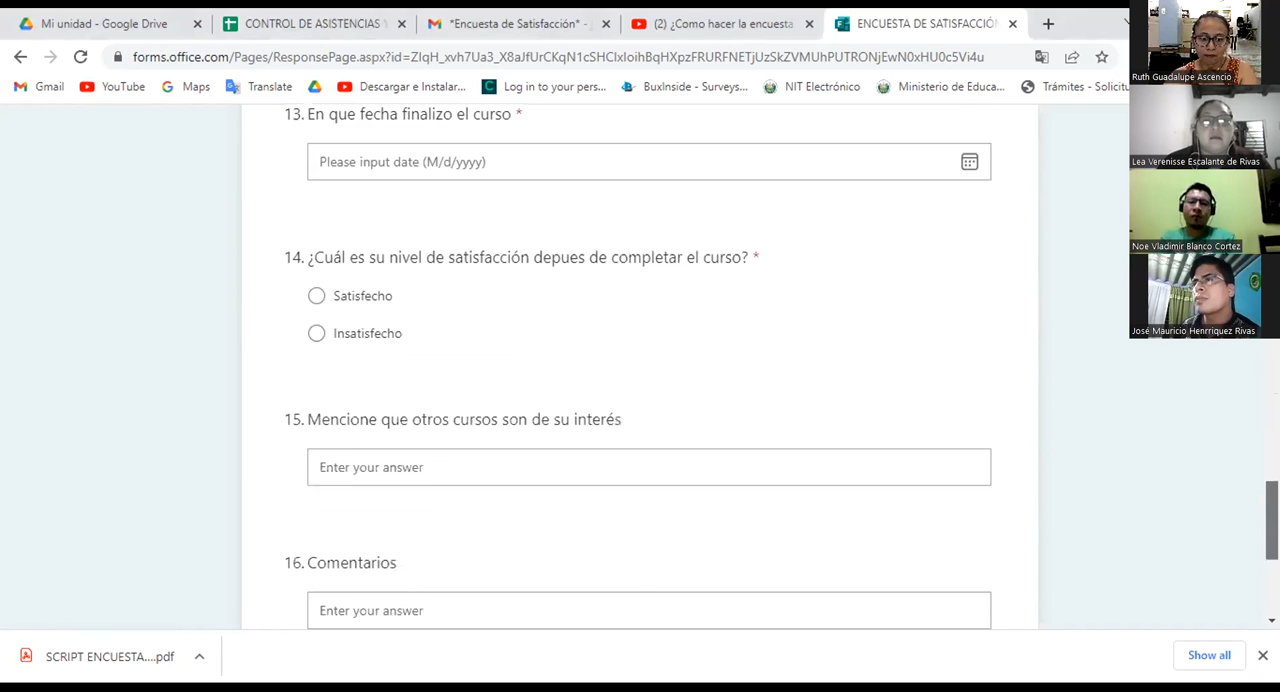 Mi unidad - Google Drive
CONTROL DE ASISTENCIAS
*Encuesta de Satisfacción* -
(2) ¿Como hacer la encuesta
ENCUESTA DE SATISFACCIÓN
forms.office.com/Pages/ResponsePage.aspx?id=ZIqH_xvh7Ua3_X8aJfUrCKqN1cSHClxIoihBqHXpzFRURFNETjUzSkZVMUhPUTRONjEwN0xHU0c5Vi4u
Gmail
YouTube
Maps
Translate
Descargar e Instalar...
Log in to your pers...
BuxInside - Surveys...
NIT Electrónico
Ministerio de Educa...
Trámites - Solicitu
Ruth Guadalupe Ascencio
Lea Verenisse Escalante de Rivas
Noe Vladimir Blanco Cortez
José Mauricio Henrriquez Rivas
13. En que fecha finalizo el curso *
Please input date (M/d/yyyy)
14. ¿Cuál es su nivel de satisfacción depues de completar el curso? *
Satisfecho
Insatisfecho
15. Mencione que otros cursos son de su interés
Enter your answer
16. Comentarios
Enter your answer
SCRIPT ENCUESTA....pdf
Show all